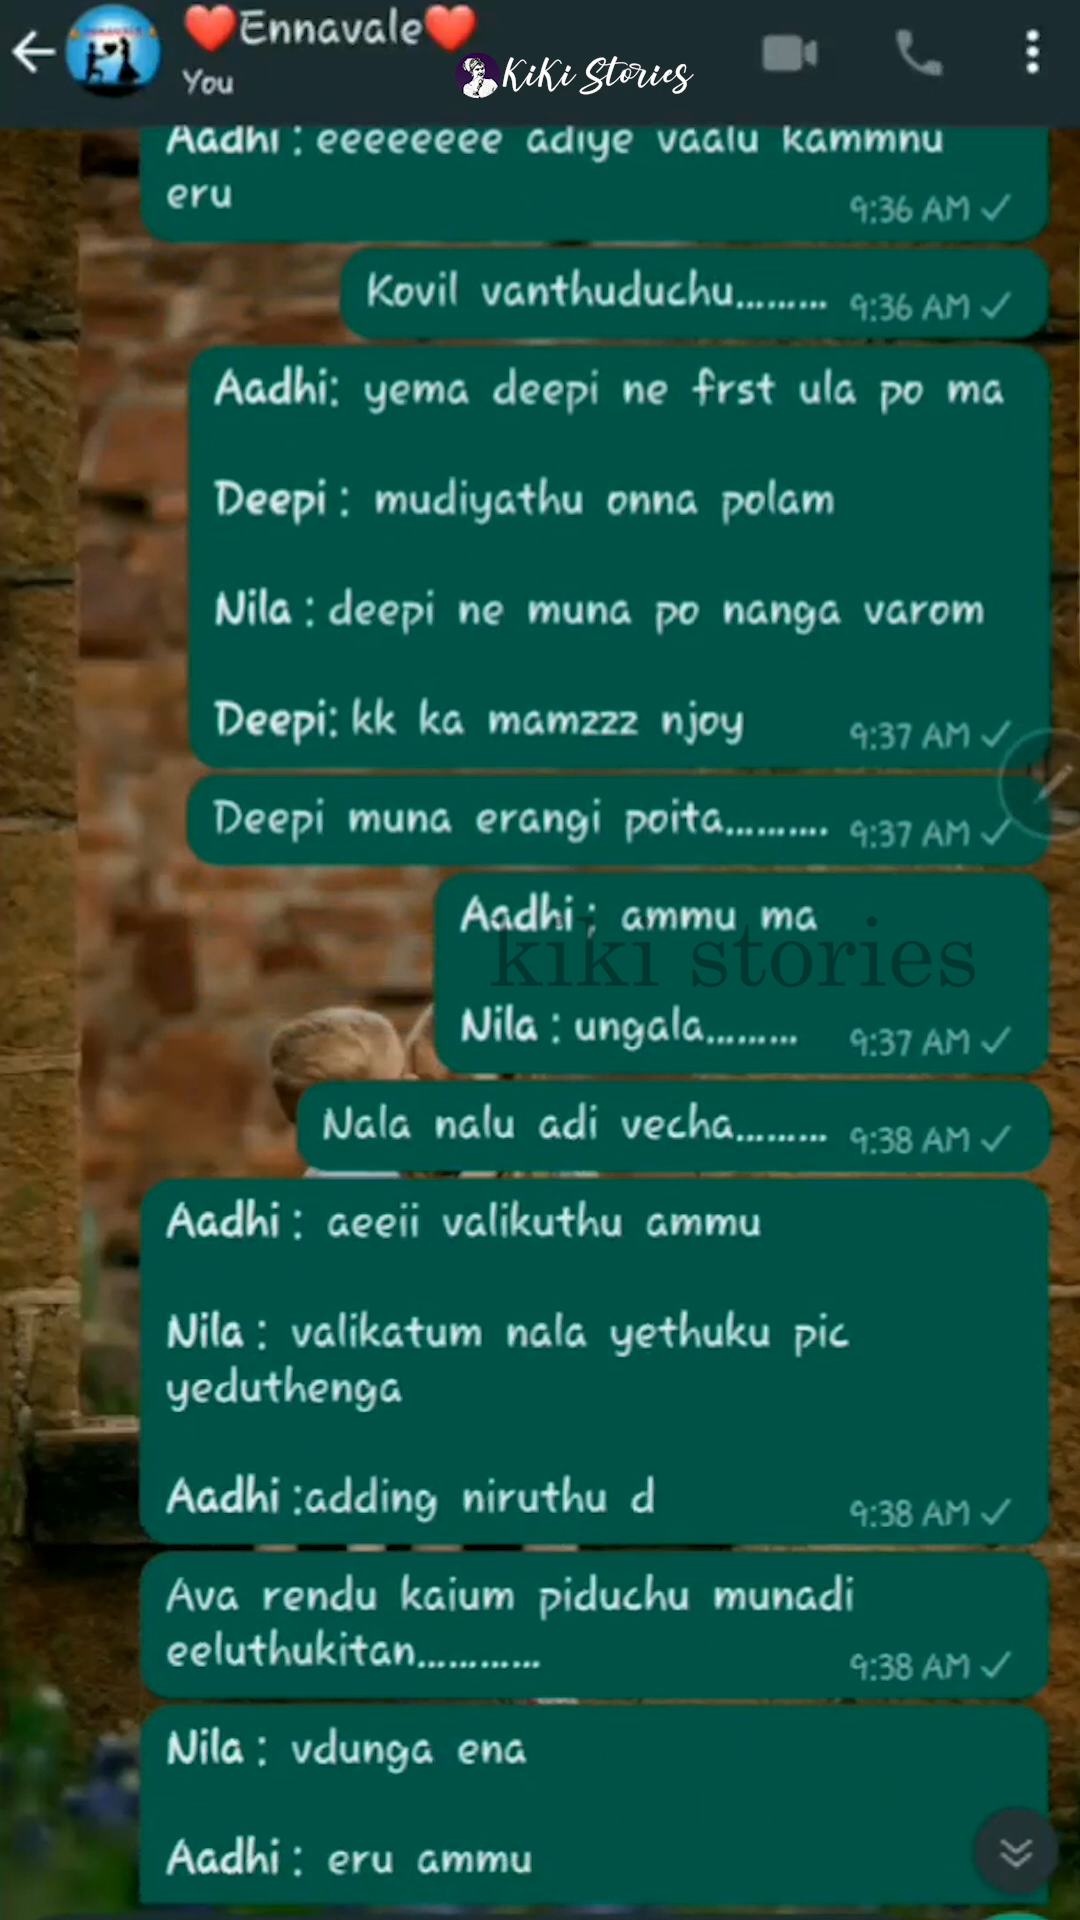 ❤️Ennavale❤️
You
KiKi Stories
Aadhi : eeeeeeee adiye vaalu kammnu
eru
9:36 AM
Kovil vanthuduchu......... 9:36 AM
Aadhi: yema deepi ne frst ula po ma
Deepi : mudiyathu onna polam
Nila : deepi ne muna po nanga varom
Deepi: kk ka mamzzz njoy
9:37 AM
Deepi muna erangi poita.......... 9:37 AM
Aadhi ; ammu ma
kiki stories
Nila : ungala......... 9:37 AM
Nala nalu adi vecha......... 9:38 AM
Aadhi : aeeii valikuthu ammu
Nila : valikatum nala yethuku pic
yeduthenga
Aadhi :adding niruthu d
9:38 AM
Ava rendu kaium piduchu munadi
eeluthukitan............
9:38 AM
Nila : vdunga ena
Aadhi : eru ammu